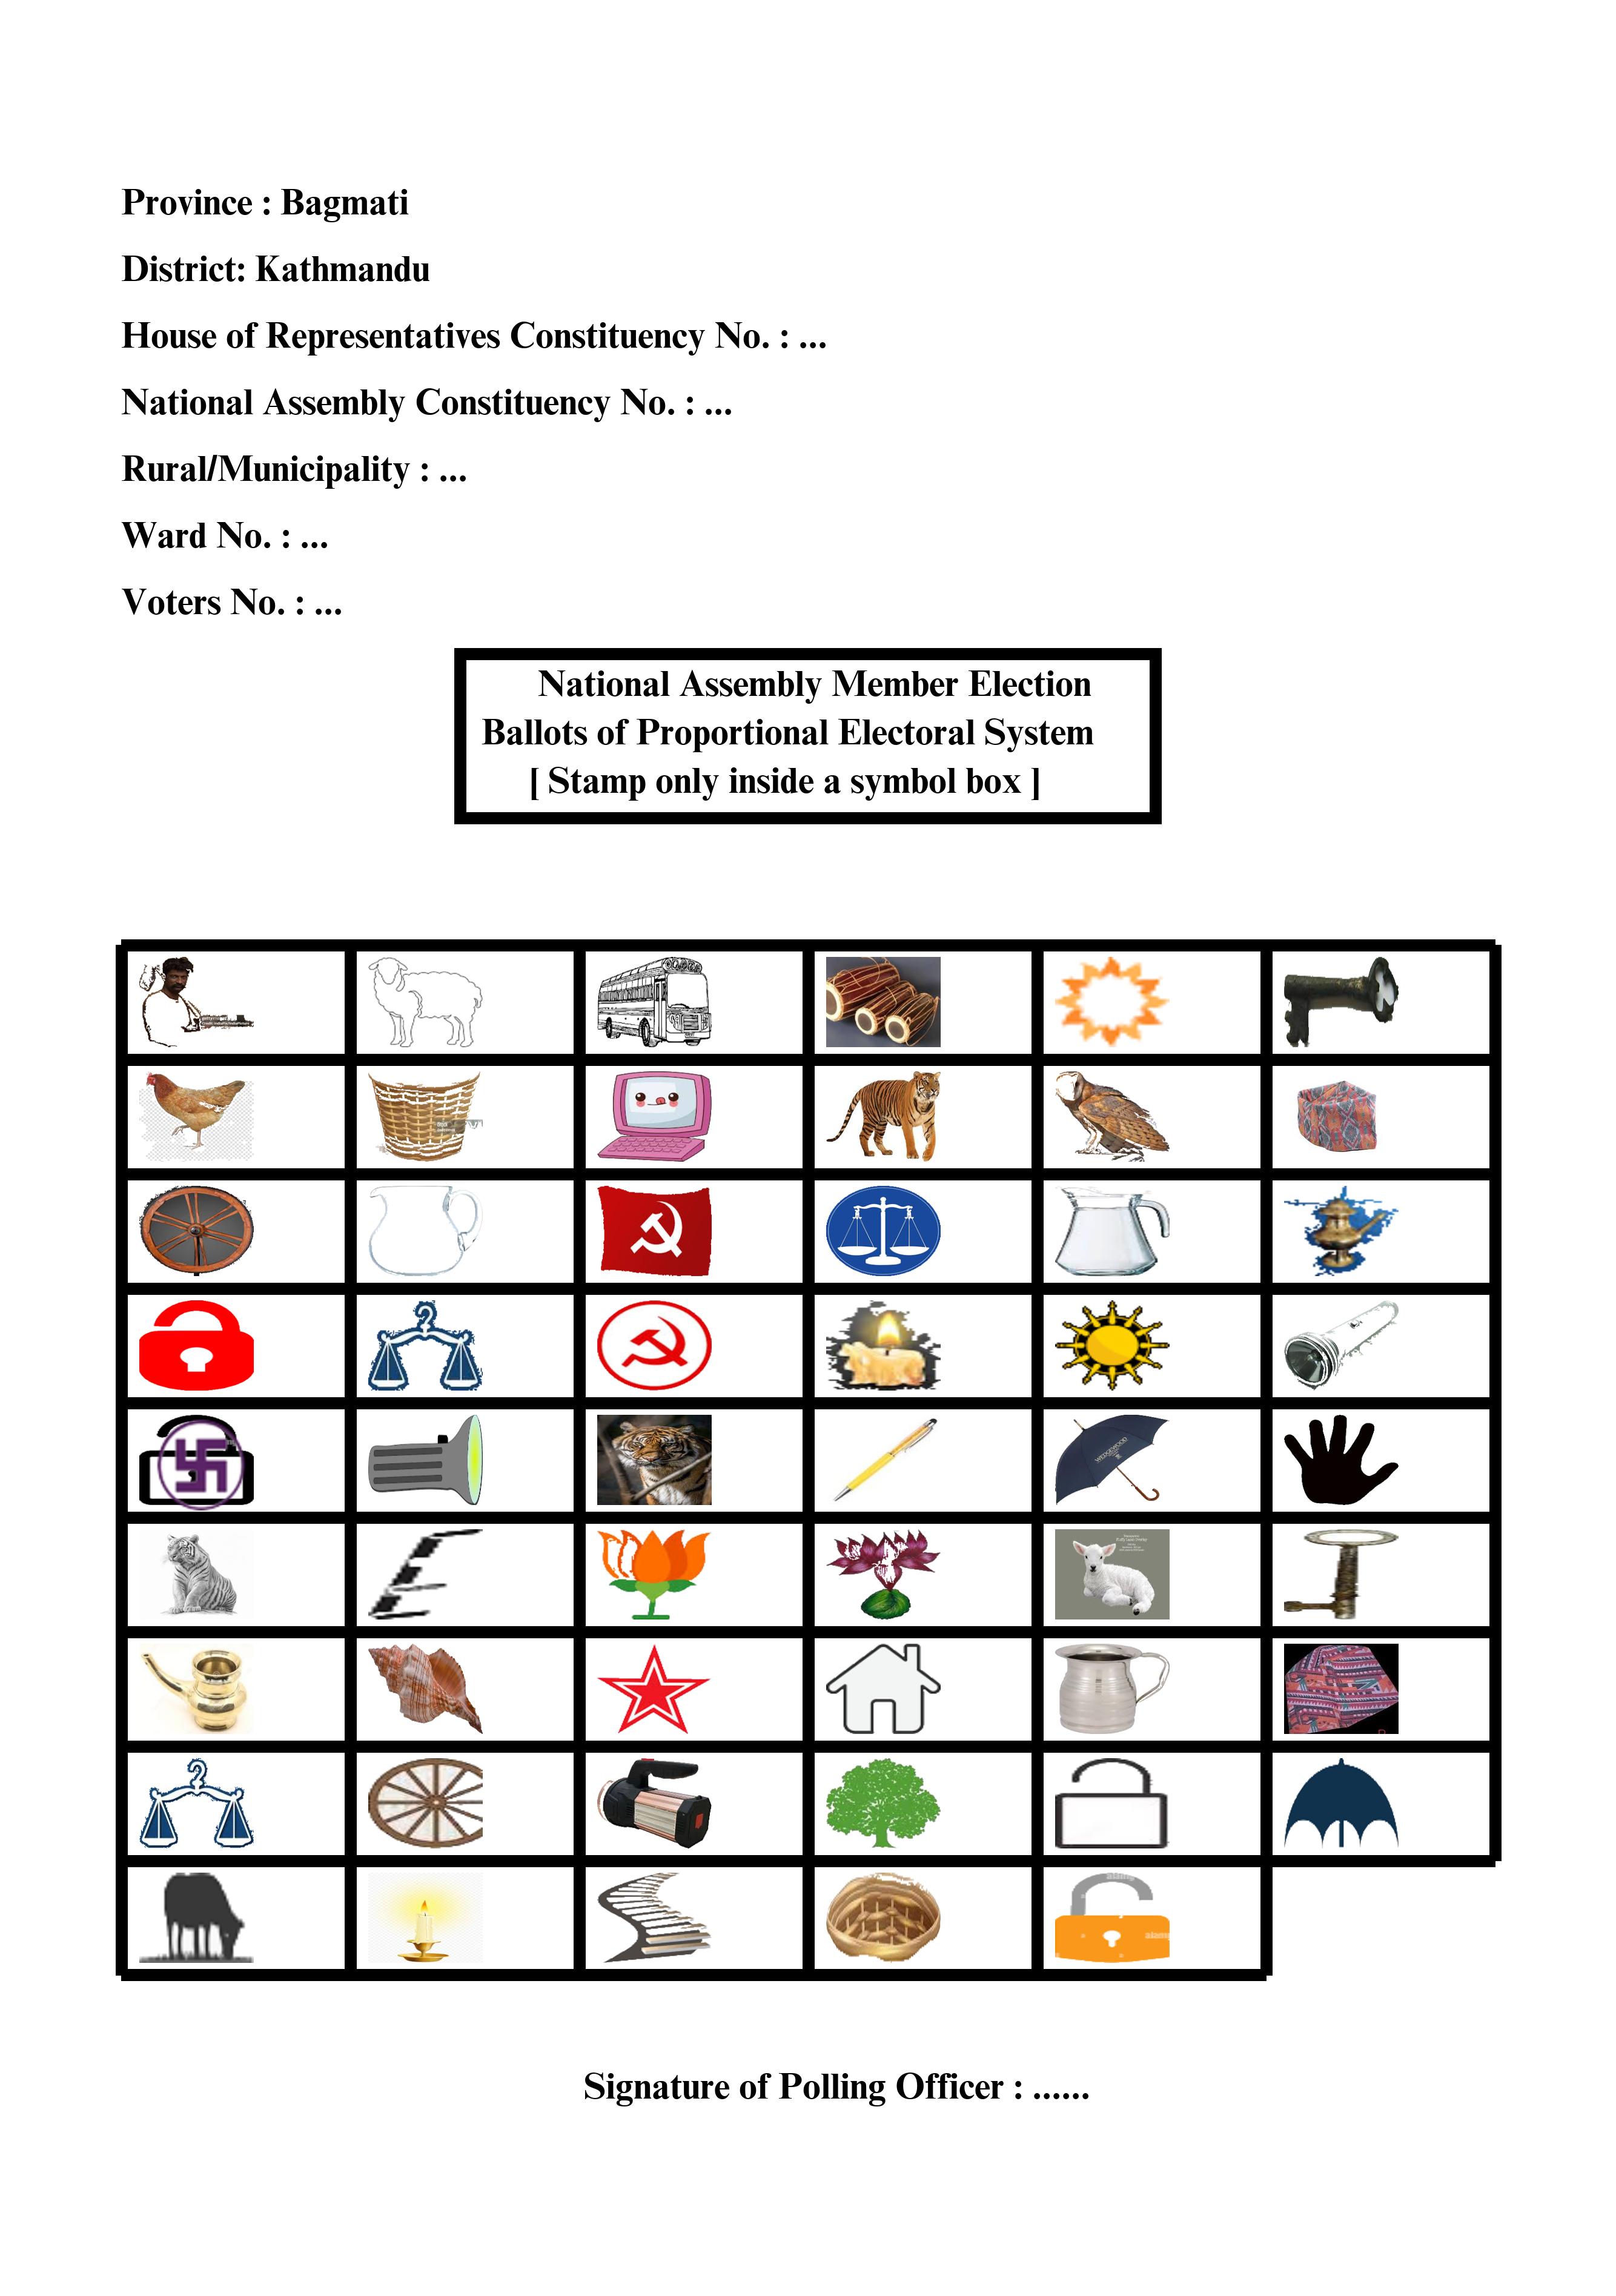 Province : Bagmati
District: Kathmandu
House of Representatives Constituency No. : ...
National Assembly Constituency No. : ...
Rural/Municipality : ...
Ward No. : ...
Voters No. : ...
National Assembly Member Election
Ballots of Proportional Electoral System
[ Stamp only inside a symbol box ]
WEDGEWOOD
Signature of Polling Officer : ......